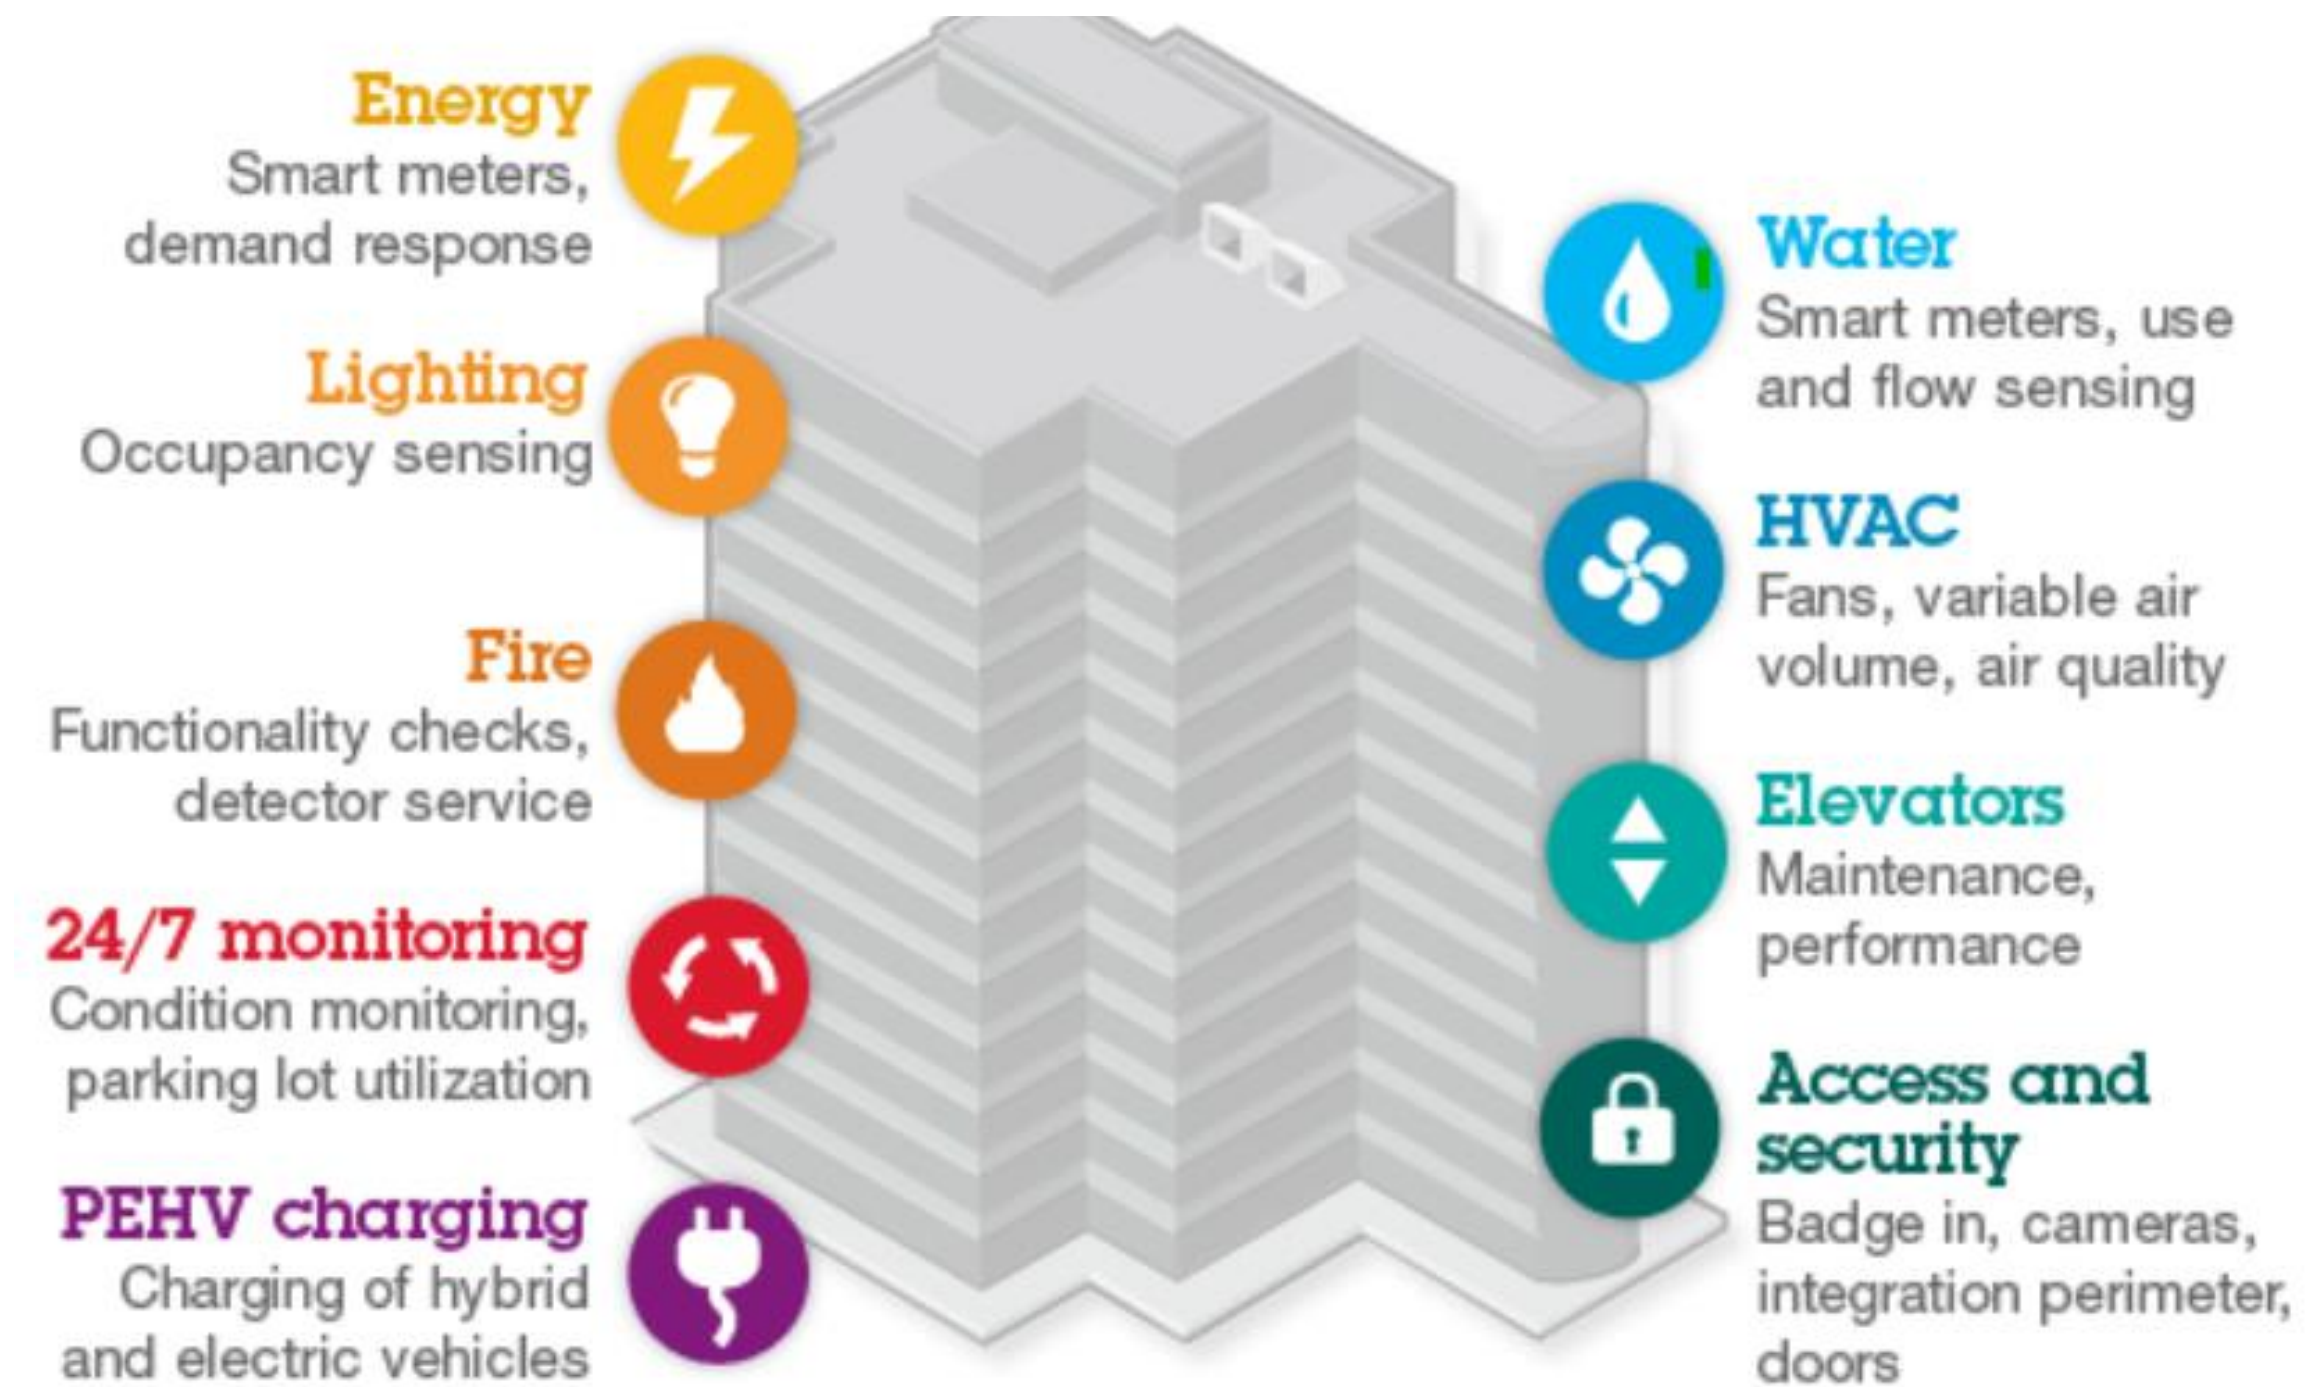 Energy
Smart meters,
demand response
Lighting
Occupancy sensing
Fire
Functionality checks,
detector service
24/7 monitoring
Condition monitoring,
parking lot utilization
PEHV charging
Charging of hybrid
and electric vehicles
Water
Smart meters, use
and flow sensing
HVAC
Fans, variable air
volume, air quality
Elevators
Maintenance,
performance
Access and
security
Badge in, cameras,
integration perimeter,
doors